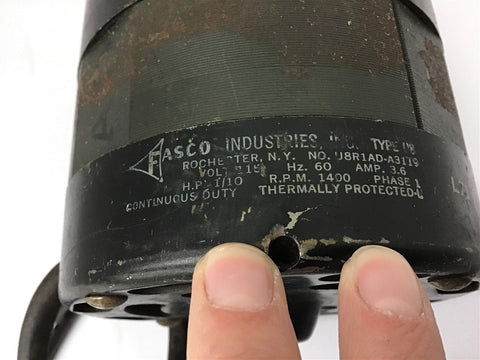 FASCO INDUSTRIES, INC. TYPE U8
ROCHESTER, N.Y. NO. U8R1AD-A3119
VOLT 115 Hz. 60 AMP. 3.6
H.P. 1/10 R.P.M. 1400 PHASE 1
CONTINUOUS DUTY THERMALLY PROTECTED-U